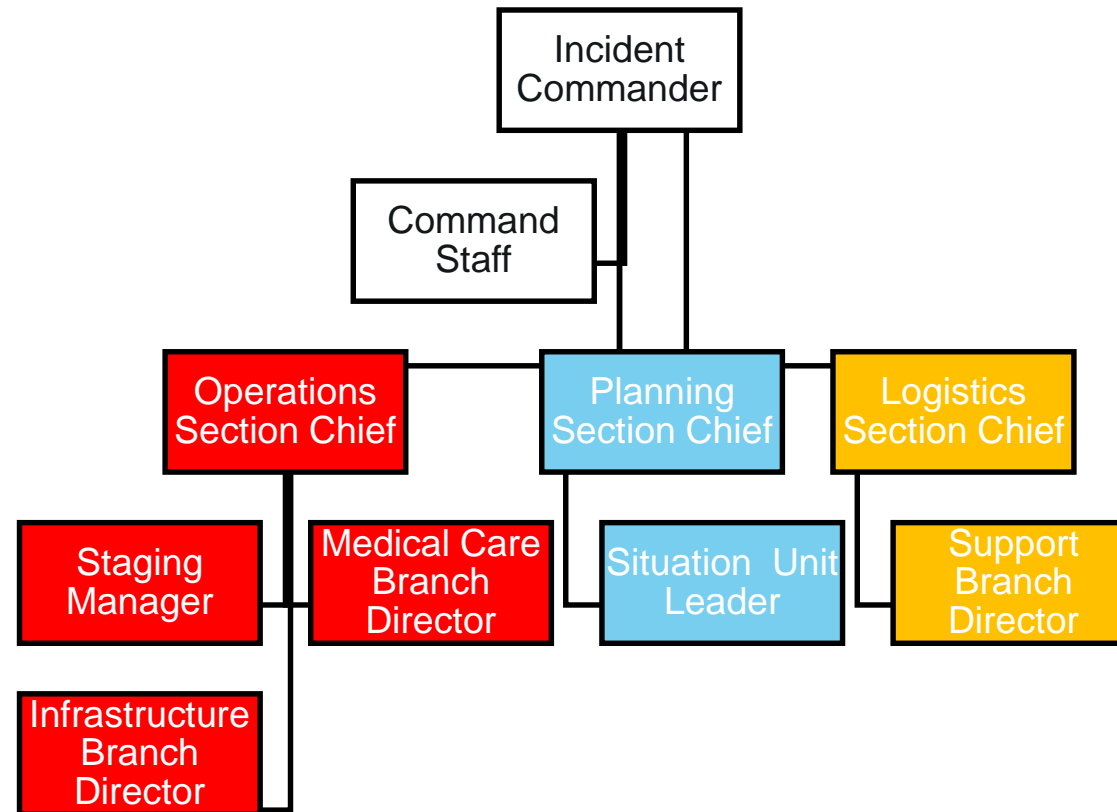 Incident
Commander
Command
Staff
Operations
Section Chief
Planning
Section Chief
Logistics
Section Chief
Staging
Manager
Medical Care
Branch
Director
Situation  Unit
Leader
Support
Branch
Director
Infrastructure
Branch
Director